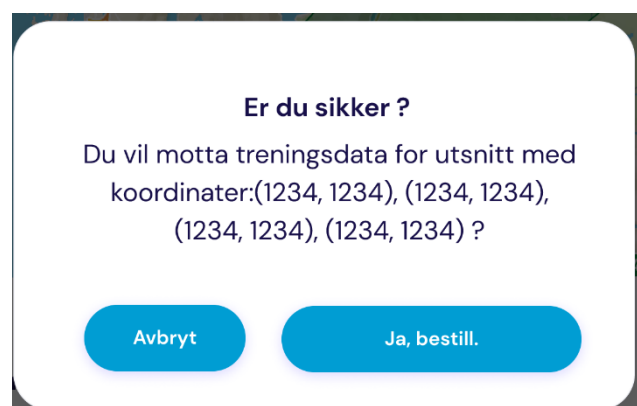 Er du sikker ?
Du vil motta treningsdata for utsnitt med
koordinater:(1234, 1234), (1234, 1234),
(1234, 1234), (1234, 1234) ?
Avbryt
Ja, bestill.